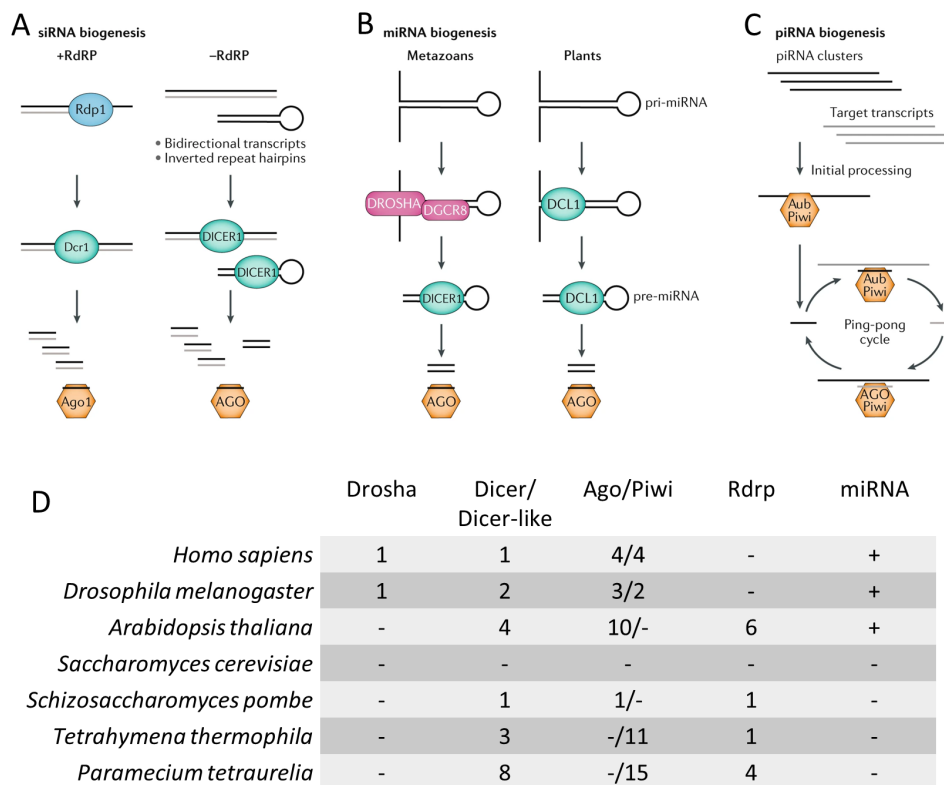 A siRNA biogenesis
+RdRP
–RdRP
Rdp1
• Bidirectional transcripts
• Inverted repeat hairpins
Dcr1
DICER1
DICER1
Ago1
AGO
B miRNA biogenesis
Metazoans
Plants
pri-miRNA
DROSHA
DGCR8
DCL1
DICER1
DCL1
pre-miRNA
AGO
AGO
C piRNA biogenesis
piRNA clusters
Target transcripts
Initial processing
Aub
Piwi
Aub
Piwi
Ping-pong
cycle
AGO
Piwi
D
Drosha Dicer/ Ago/Piwi Rdrp miRNA
Dicer-like
Homo sapiens 1 1 4/4 - +
Drosophila melanogaster 1 2 3/2 - +
Arabidopsis thaliana - 4 10/- 6 +
Saccharomyces cerevisiae - - - - -
Schizosaccharomyces pombe - 1 1/- 1 -
Tetrahymena thermophila - 3 -/11 1 -
Paramecium tetraurelia - 8 -/15 4 -